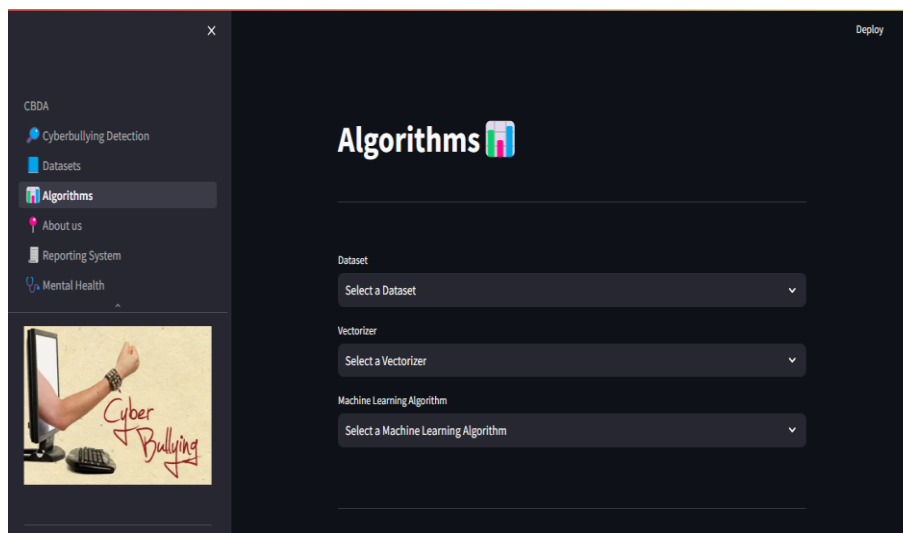 X
Deploy
CBDA
Cyberbullying Detection
Datasets
Algorithms
About us
Reporting System
Mental Health
Cyber
Bullying
Algorithms
Dataset
Select a Dataset
Vectorizer
Select a Vectorizer
Machine Learning Algorithm
Select a Machine Learning Algorithm